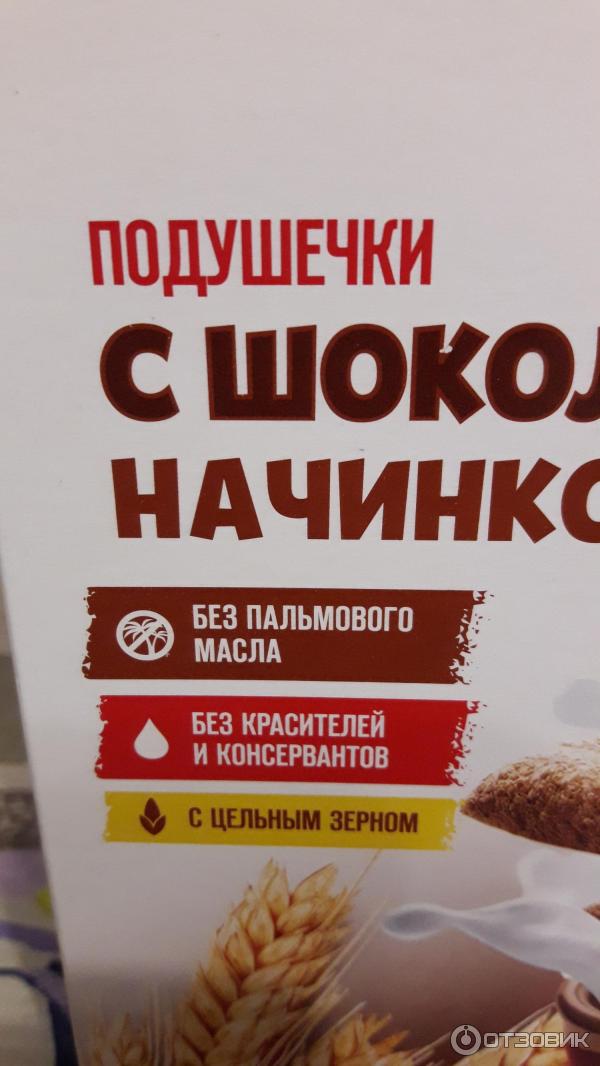 ПОДУШЕЧКИ
С ШОКОЛ
НАЧИНКО
БЕЗ ПАЛЬМОВОГО
МАСЛА
БЕЗ КРАСИТЕЛЕЙ
И КОНСЕРВАНТОВ
С ЦЕЛЬНЫМ ЗЕРНОМ
ОТЗОВИК